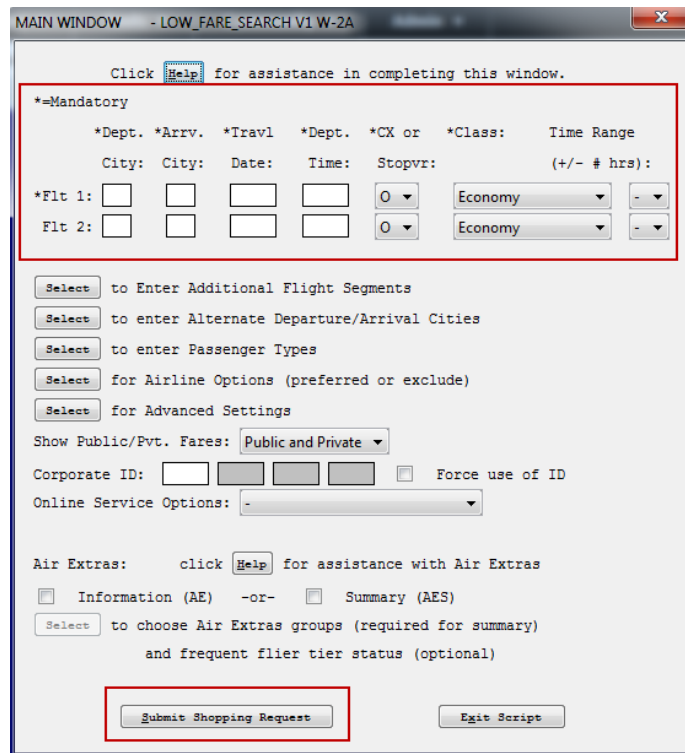 MAIN WINDOW - LOW_FARE_SEARCH V1 W-2A
x
Click Help for assistance in completing this window.
*=Mandatory
*Dept. *Arrv. *Travl *Dept. *CX or *Class: Time Range
City: City: Date: Time: Stopvr: (+/- # hrs):
*Flt 1: O Economy -
Flt 2: O Economy -
Select to Enter Additional Flight Segments
Select to enter Alternate Departure/Arrival Cities
Select to enter Passenger Types
Select for Airline Options (preferred or exclude)
Select for Advanced Settings
Show Public/Pvt. Fares: Public and Private
Corporate ID: Force use of ID
Online Service Options: -
Air Extras: click Help for assistance with Air Extras
Information (AE) -or- Summary (AES)
Select to choose Air Extras groups (required for summary)
and frequent flier tier status (optional)
Submit Shopping Request Exit Script